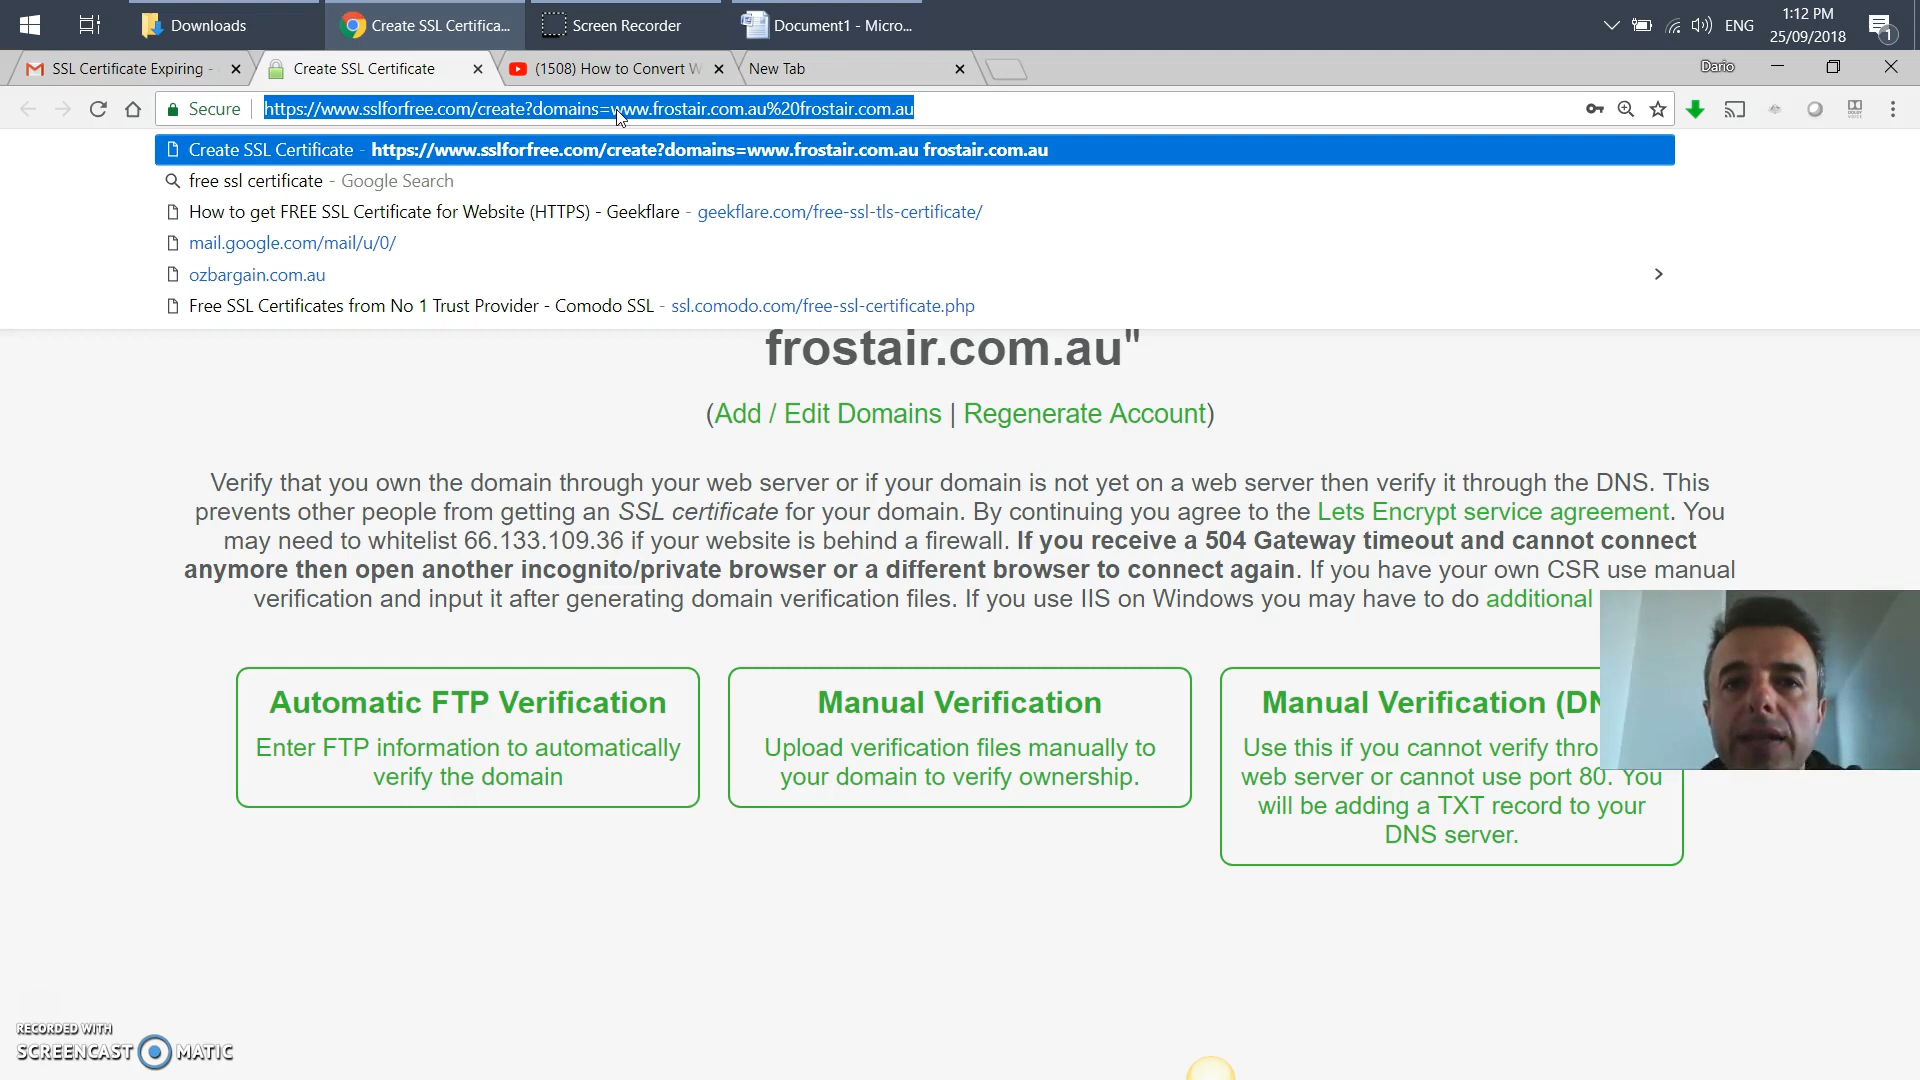 Downloads
Create SSL Certifica...
Screen Recorder
Document1 - Micro...
ENG
1:12 PM
25/09/2018
1
SSL Certificate Expiring -
Create SSL Certificate
(1508) How to Convert W
New Tab
Dario
Secure
https://www.sslforfree.com/create?domains=www.frostair.com.au%20frostair.com.au
Create SSL Certificate - https://www.sslforfree.com/create?domains=www.frostair.com.au frostair.com.au
free ssl certificate - Google Search
How to get FREE SSL Certificate for Website (HTTPS) - Geekflare - geekflare.com/free-ssl-tls-certificate/
mail.google.com/mail/u/0/
ozbargain.com.au
Free SSL Certificates from No 1 Trust Provider - Comodo SSL - ssl.comodo.com/free-ssl-certificate.php
frostair.com.au"
(Add / Edit Domains | Regenerate Account)
Verify that you own the domain through your web server or if your domain is not yet on a web server then verify it through the DNS. This
prevents other people from getting an SSL certificate for your domain. By continuing you agree to the Lets Encrypt service agreement. You
may need to whitelist 66.133.109.36 if your website is behind a firewall. If you receive a 504 Gateway timeout and cannot connect
anymore then open another incognito/private browser or a different browser to connect again. If you have your own CSR use manual
verification and input it after generating domain verification files. If you use IIS on Windows you may have to do additional
Automatic FTP Verification
Enter FTP information to automatically
verify the domain
Manual Verification
Upload verification files manually to
your domain to verify ownership.
Manual Verification (DN
Use this if you cannot verify thro
web server or cannot use port 80. You
will be adding a TXT record to your
DNS server.
RECORDED WITH
SCREENCAST MATIC